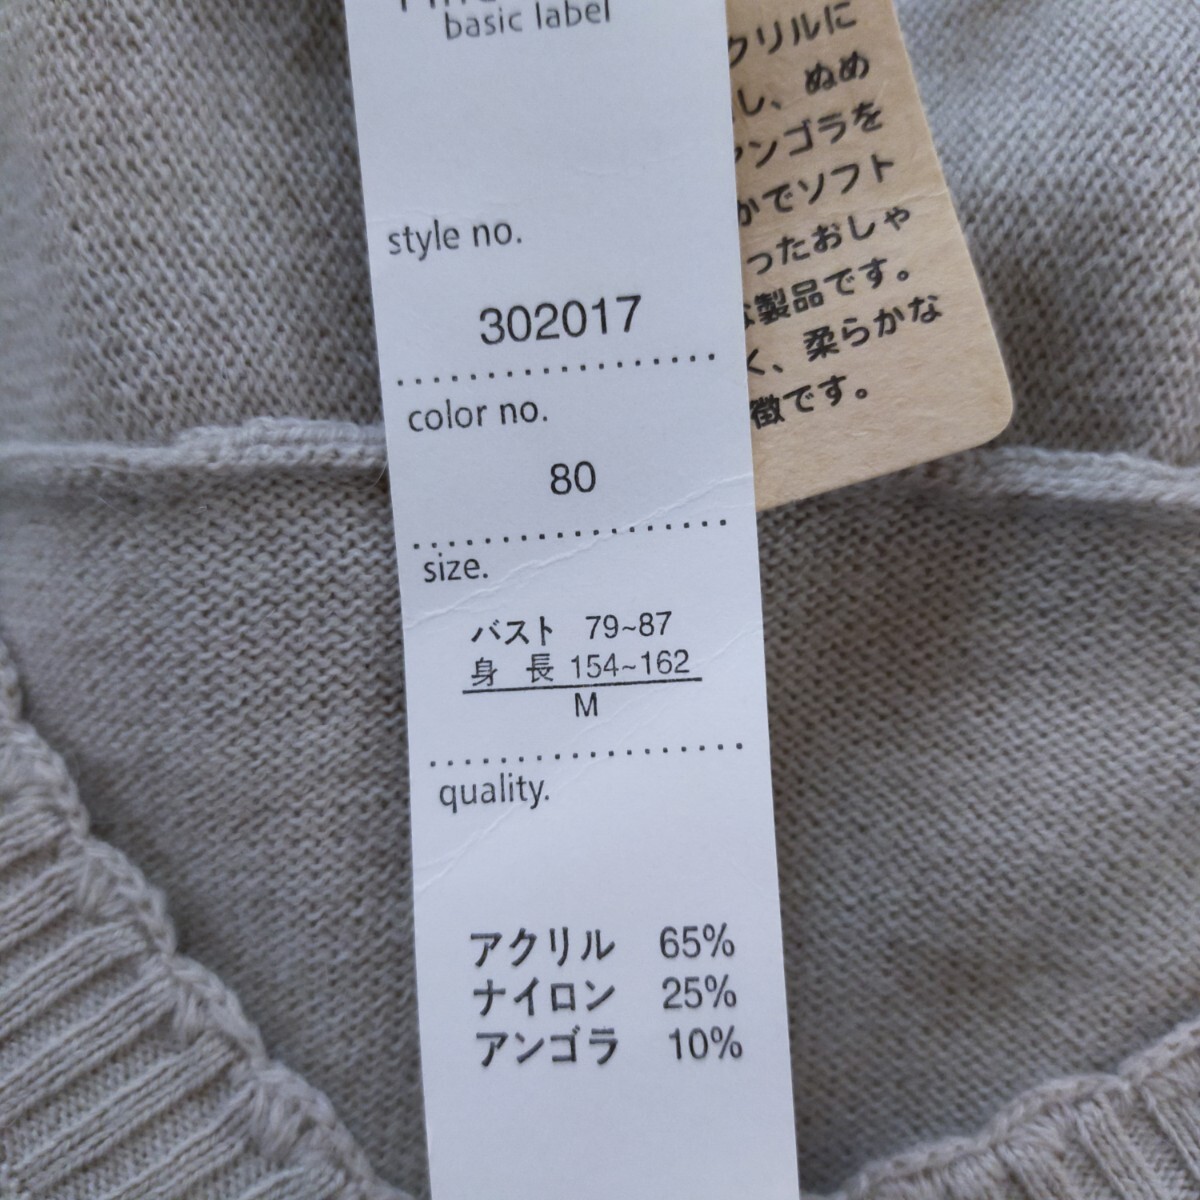 basic label
style no.
302017
color no.
80
size.
バスト 79~87
身 長 154~162
M
quality.
アクリル 65%
ナイロン 25%
アンゴラ 10%
クリルに
し、ぬめ
アンゴラを
かでソフト
ったおしゃ
な製品です。
く、柔らかな
徴です。